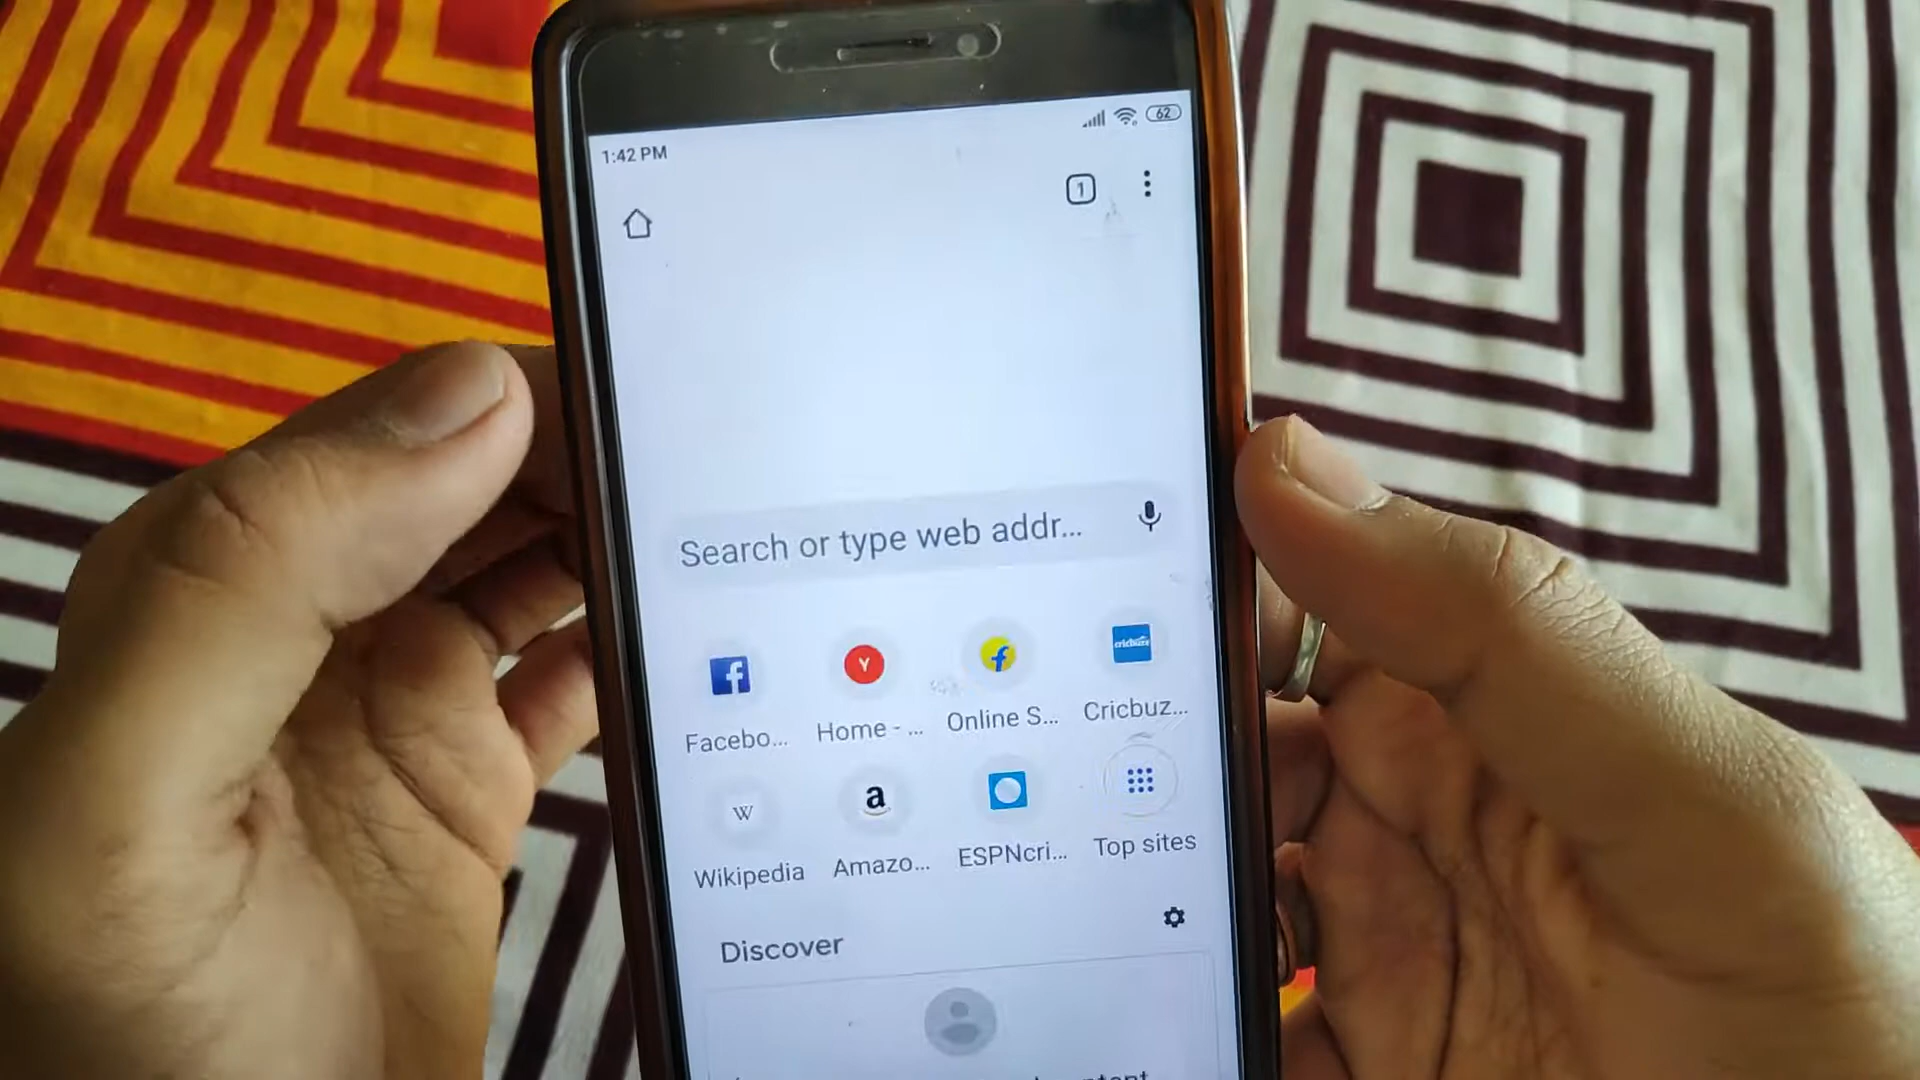 62
1:42 PM
1
Search or type web addr...
f
Y
f
cricbuzz
Facebo...
Home - ...
Online S...
Cricbuz...
W
a
Wikipedia
Amazo...
ESPNcri...
Top sites
Discover